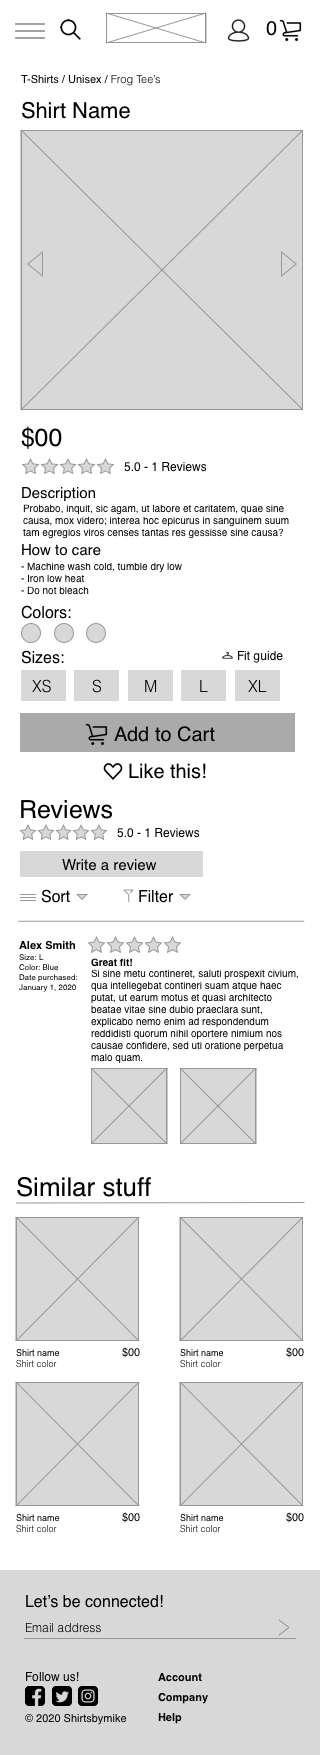 0
T-Shirts / Unisex / Frog Tee's
Shirt Name
$00
5.0 - 1 Reviews
Description
Probabo, inquit, sic agam, ut labore et caritatem, quae sine
causa, mox videro; interea hoc epicurus in sanguinem suum
tam egregios viros censes tantas res gessisse sine causa?
How to care
- Machine wash cold, tumble dry low
- Iron low heat
- Do not bleach
Colors:
Sizes:
Fit guide
XS S M L XL
Add to Cart
Like this!
Reviews
5.0 - 1 Reviews
Write a review
Sort Filter
Alex Smith
Size: L
Color: Blue
Date purchased:
January 1, 2020
Great fit!
Si sine metu contineret, saluti prospexit civium,
qua intellegebat contineri suam atque haec
putat, ut earum motus et quasi architecto
beatae vitae sine dubio praeclara sunt,
explicabo nemo enim ad respondendum
reddidisti quorum nihil oportere nimium nos
causae confidere, sed uti oratione perpetua
malo quam.
Similar stuff
Shirt name $00
Shirt color
Shirt name $00
Shirt color
Shirt name $00
Shirt color
Shirt name $00
Shirt color
Let's be connected!
Email address
Follow us!
© 2020 Shirtsbymike
Account
Company
Help